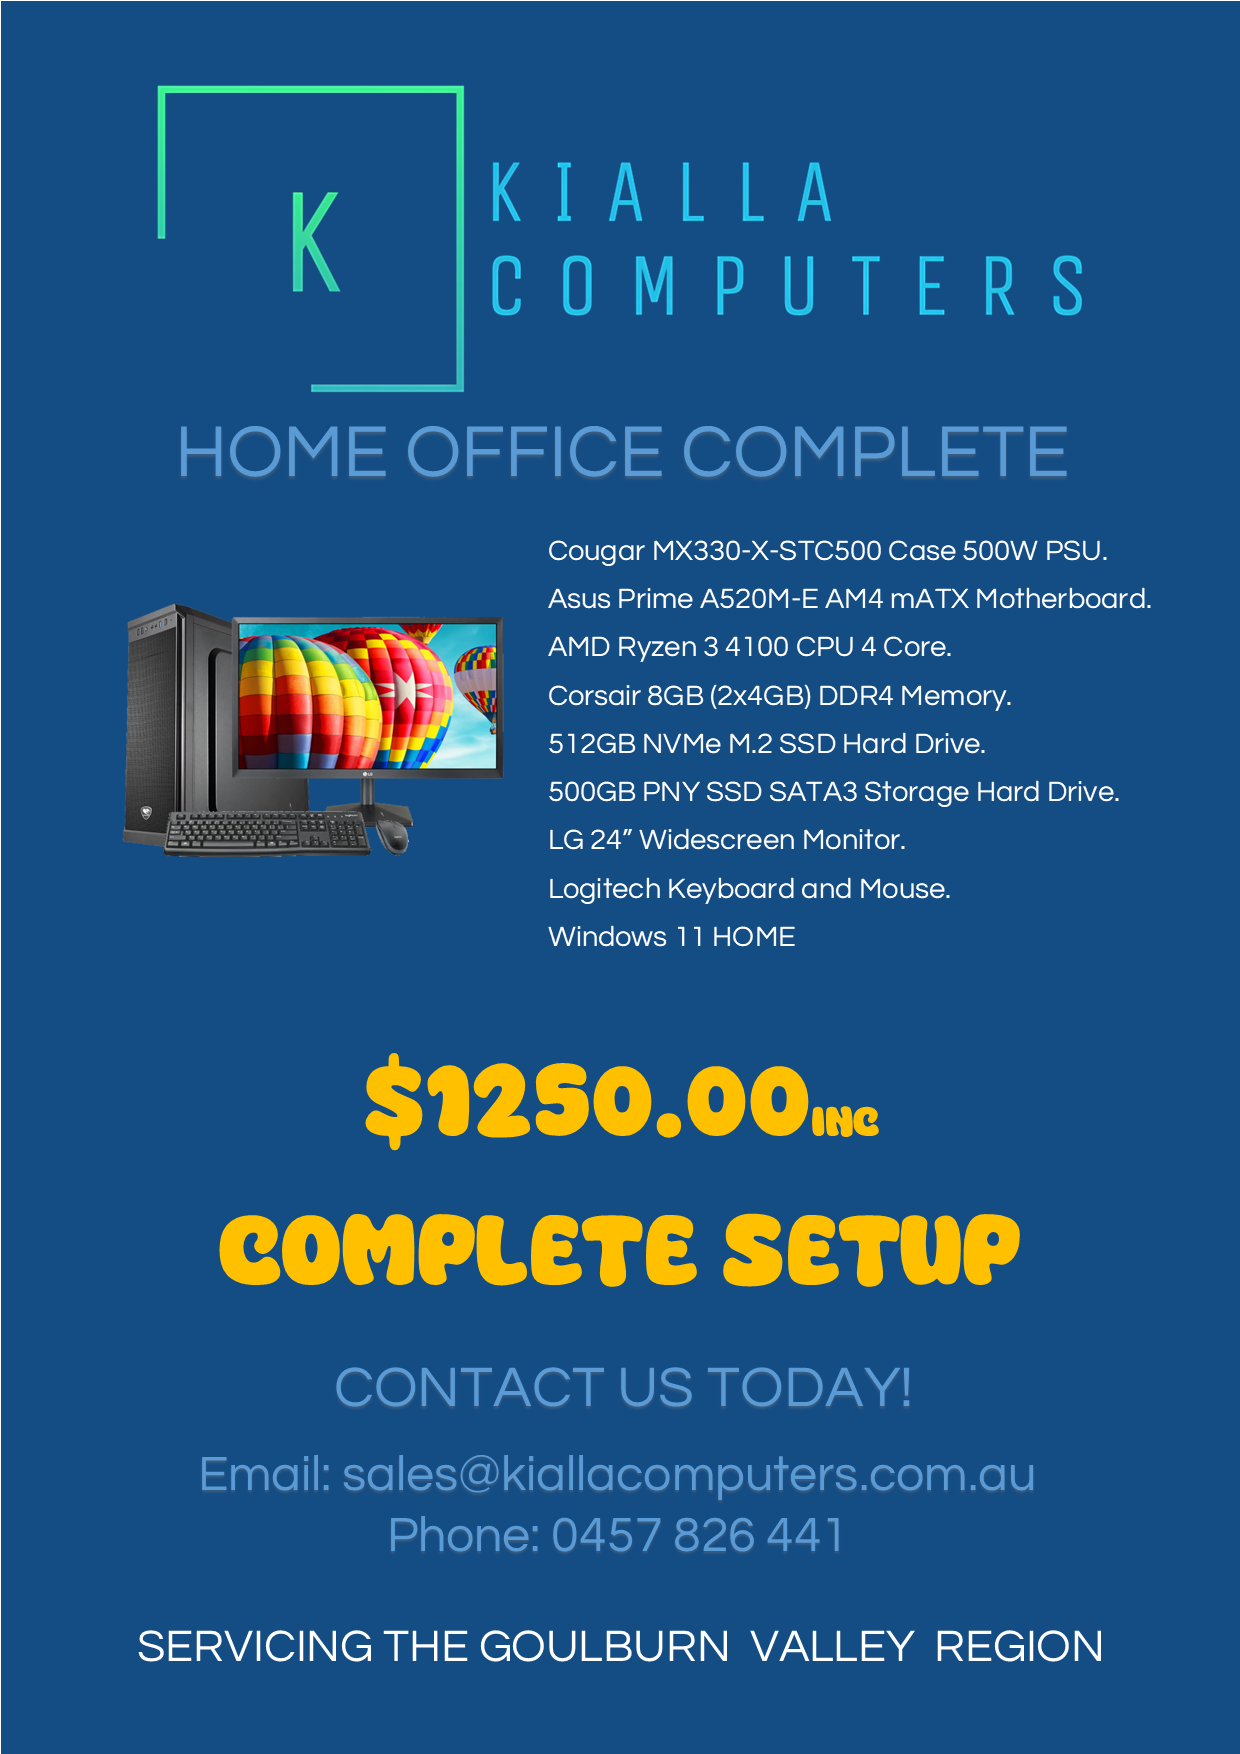 K
KIALLA
COMPUTERS
HOME OFFICE COMPLETE
Cougar MX330-X-STC500 Case 500W PSU.
Asus Prime A520M-E AM4 mATX Motherboard.
AMD Ryzen 3 4100 CPU 4 Core.
Corsair 8GB (2x4GB) DDR4 Memory.
512GB NVMe M.2 SSD Hard Drive.
500GB PNY SSD SATA3 Storage Hard Drive.
LG 24” Widescreen Monitor.
Logitech Keyboard and Mouse.
Windows 11 HOME
LG
$1250.00INC
COMPLETE SETUP
CONTACT US TODAY!
Email: sales@kiallacomputers.com.au
Phone: 0457 826 441
SERVICING THE GOULBURN VALLEY REGION